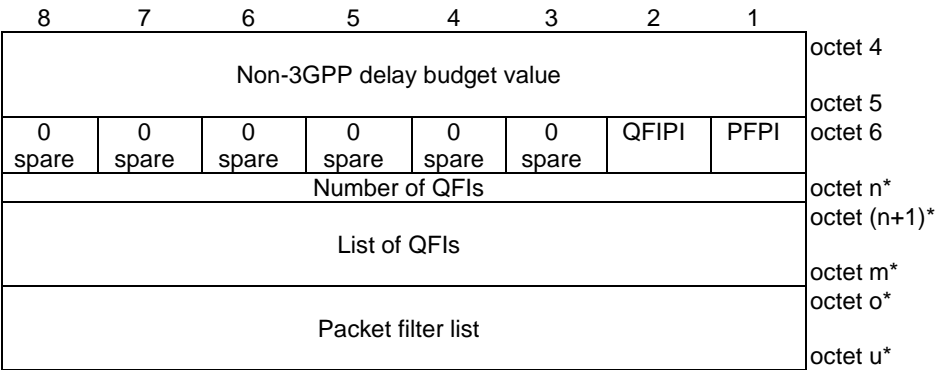 8 7 6 5 4 3 2 1
octet 4
Non-3GPP delay budget value
octet 5
0 0 0 0 0 0 QFIPI PFPI octet 6
spare spare spare spare spare spare
Number of QFIs octet n*
octet (n+1)*
List of QFIs
octet m*
octet o*
Packet filter list
octet u*